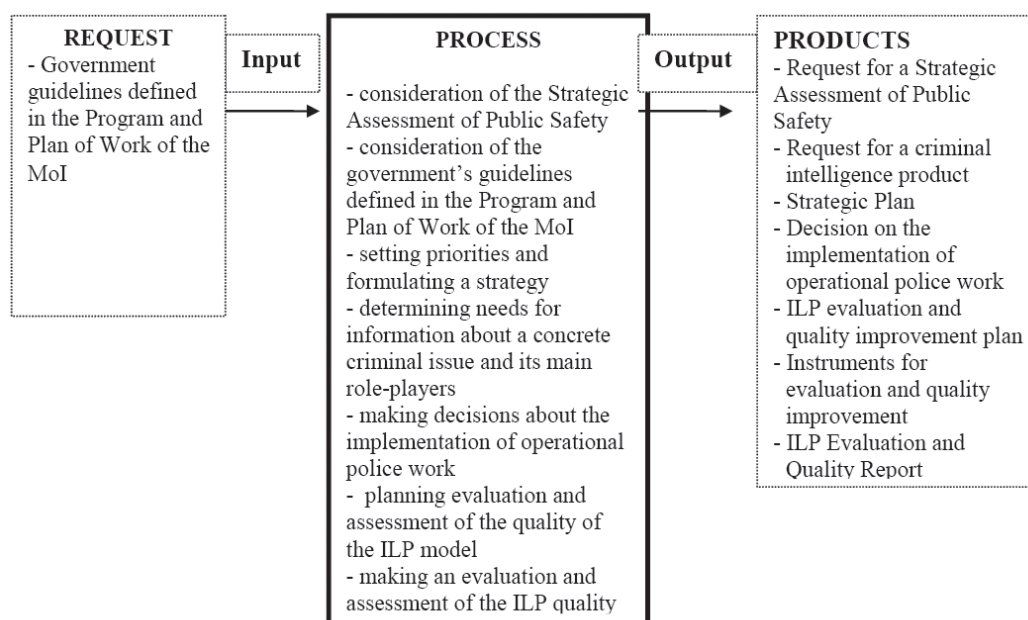 REQUEST
- Government
guidelines defined
in the Program and
Plan of Work of the
MoI
Input
PROCESS
- consideration of the Strategic
Assessment of Public Safety
- consideration of the
government's guidelines
defined in the Program and
Plan of Work of the MoI
- setting priorities and
formulating a strategy
- determining needs for
information about a concrete
criminal issue and its main
role-players
- making decisions about the
implementation of operational
police work
- planning evaluation and
assessment of the quality of
the ILP model
- making an evaluation and
assessment of the ILP quality
Output
PRODUCTS
- Request for a Strategic
Assessment of Public
Safety
- Request for a criminal
intelligence product
- Strategic Plan
- Decision on the
implementation of
operational police work
- ILP evaluation and
quality improvement plan
- Instruments for
evaluation and quality
improvement
- ILP Evaluation and
Quality Report